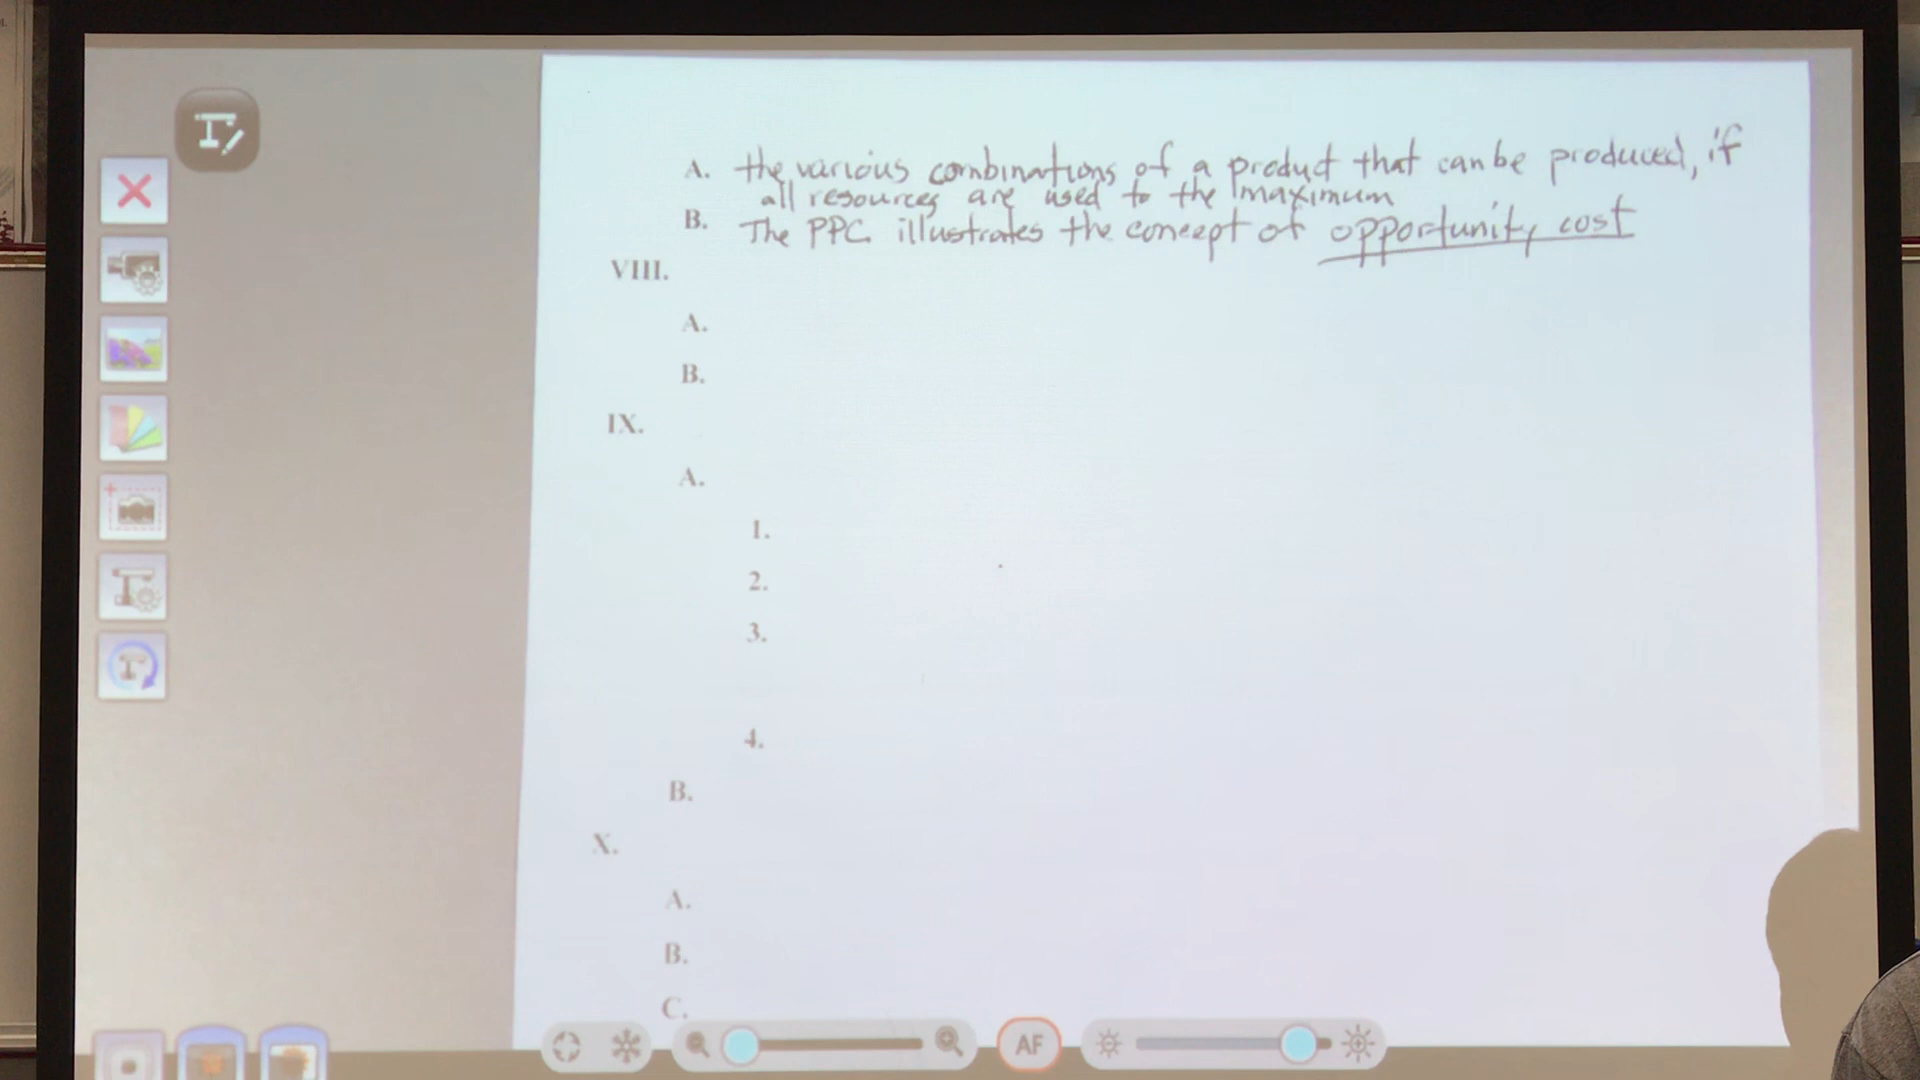 A. the various combinations of a product that can be produced, if
all resources are used to the maximum
B. The PPC illustrates the concept of opportunity cost
VIII.
A.
B.
IX.
A.
1.
2.
3.
4.
B.
X.
A.
B.
C.
AF